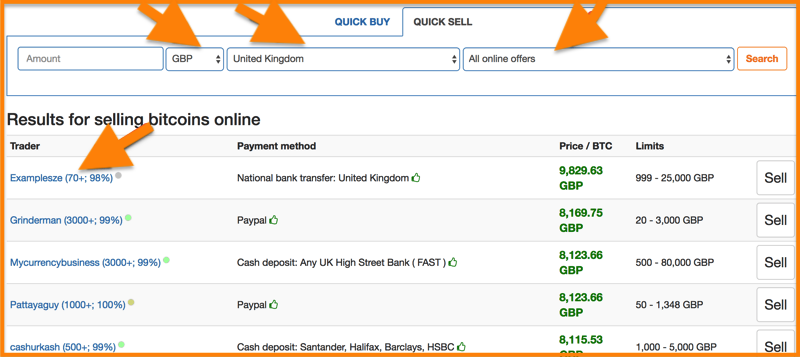 QUICK BUY QUICK SELL
Amount GBP United Kingdom All online offers Search
Results for selling bitcoins online
Trader Payment method Price / BTC Limits
Examplesze (70+; 98%) National bank transfer: United Kingdom 9,829.63 GBP 999 - 25,000 GBP Sell
Grinderman (3000+; 99%) Paypal 8,169.75 GBP 20 - 3,000 GBP Sell
Mycurrencybusiness (3000+; 99%) Cash deposit: Any UK High Street Bank ( FAST ) 8,123.66 GBP 500 - 80,000 GBP Sell
Pattayaguy (1000+; 100%) Paypal 8,123.66 GBP 50 - 1,348 GBP Sell
cashurkash (500+; 99%) Cash deposit: Santander, Halifax, Barclays, HSBC 8,115.53 GBP 1,000 - 5,000 GBP Sell